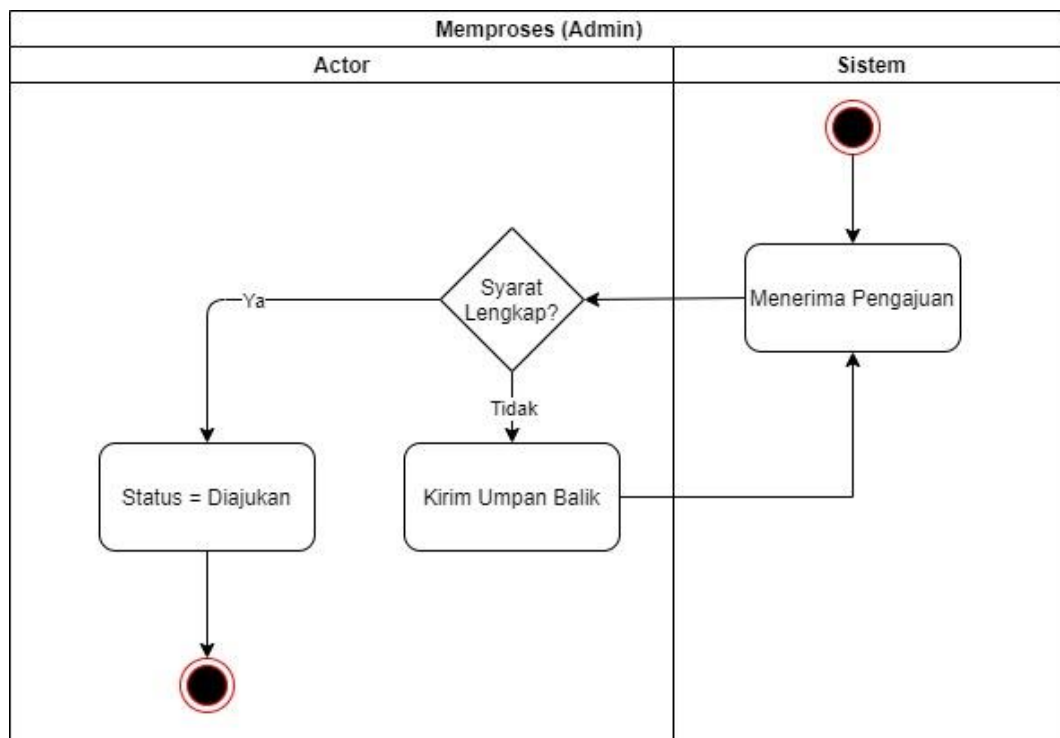 Memproses (Admin)
Actor
Sistem
Syarat
Lengkap?
Menerima Pengajuan
Ya
Tidak
Status = Diajukan
Kirim Umpan Balik